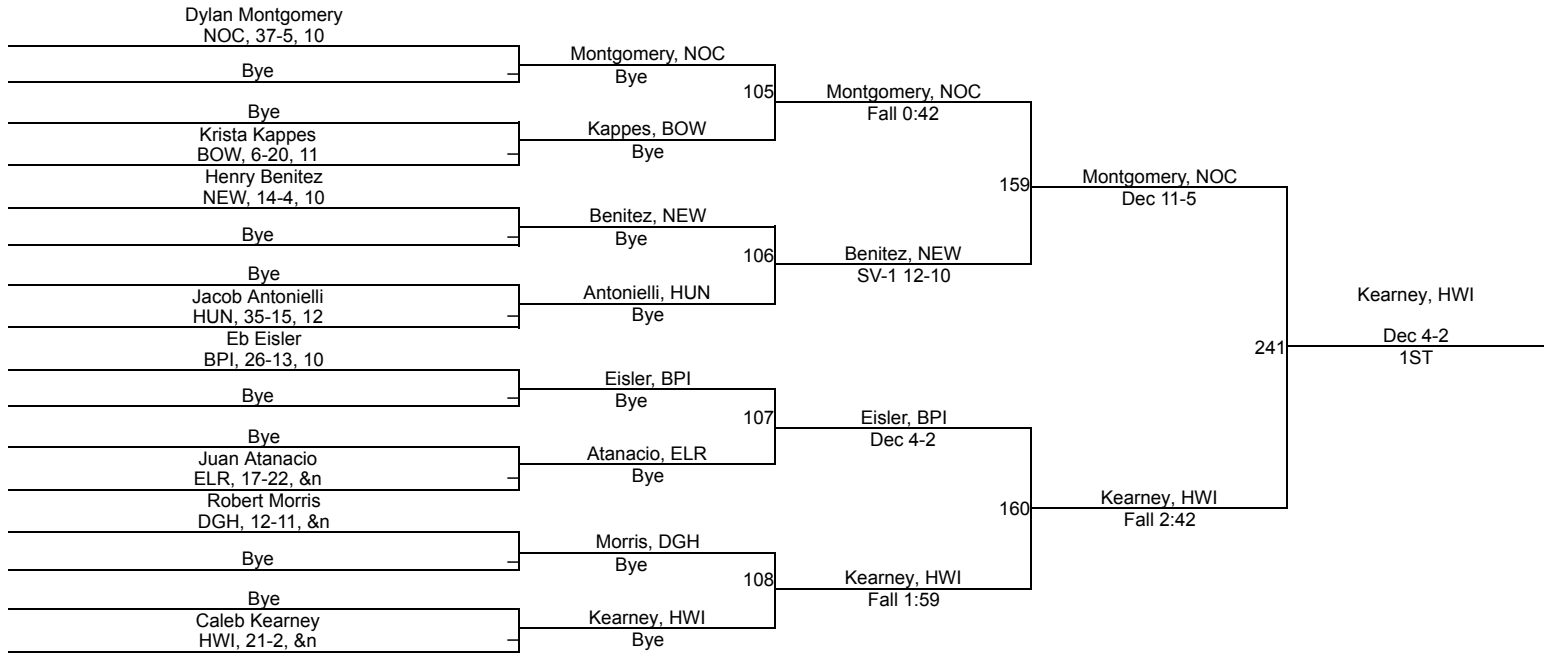 Dylan Montgomery
NOC, 37-5, 10
Bye
Bye
Krista Kappes
BOW, 6-20, 11
Henry Benitez
NEW, 14-4, 10
Bye
Bye
Jacob Antonielli
HUN, 35-15, 12
Eb Eisler
BPI, 26-13, 10
Bye
Bye
Juan Atanacio
ELR, 17-22, &n
Robert Morris
DGH, 12-11, &n
Bye
Bye
Caleb Kearney
HWI, 21-2, &n
Montgomery, NOC
Bye
105
Kappes, BOW
Bye
Benitez, NEW
Bye
106
Antonielli, HUN
Bye
Eisler, BPI
Bye
107
Atanacio, ELR
Bye
Morris, DGH
Bye
108
Kearney, HWI
Bye
Montgomery, NOC
Fall 0:42
159
Benitez, NEW
SV-1 12-10
Eisler, BPI
Dec 4-2
160
Kearney, HWI
Fall 1:59
Montgomery, NOC
Dec 11-5
241
Kearney, HWI
Fall 2:42
Kearney, HWI
Dec 4-2
1ST